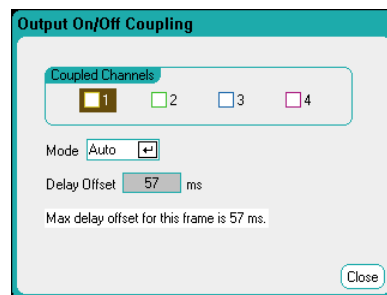 Output On/Off Coupling
Coupled Channels
1 2 3 4
Mode Auto
Delay Offset 57 ms
Max delay offset for this frame is 57 ms.
Close